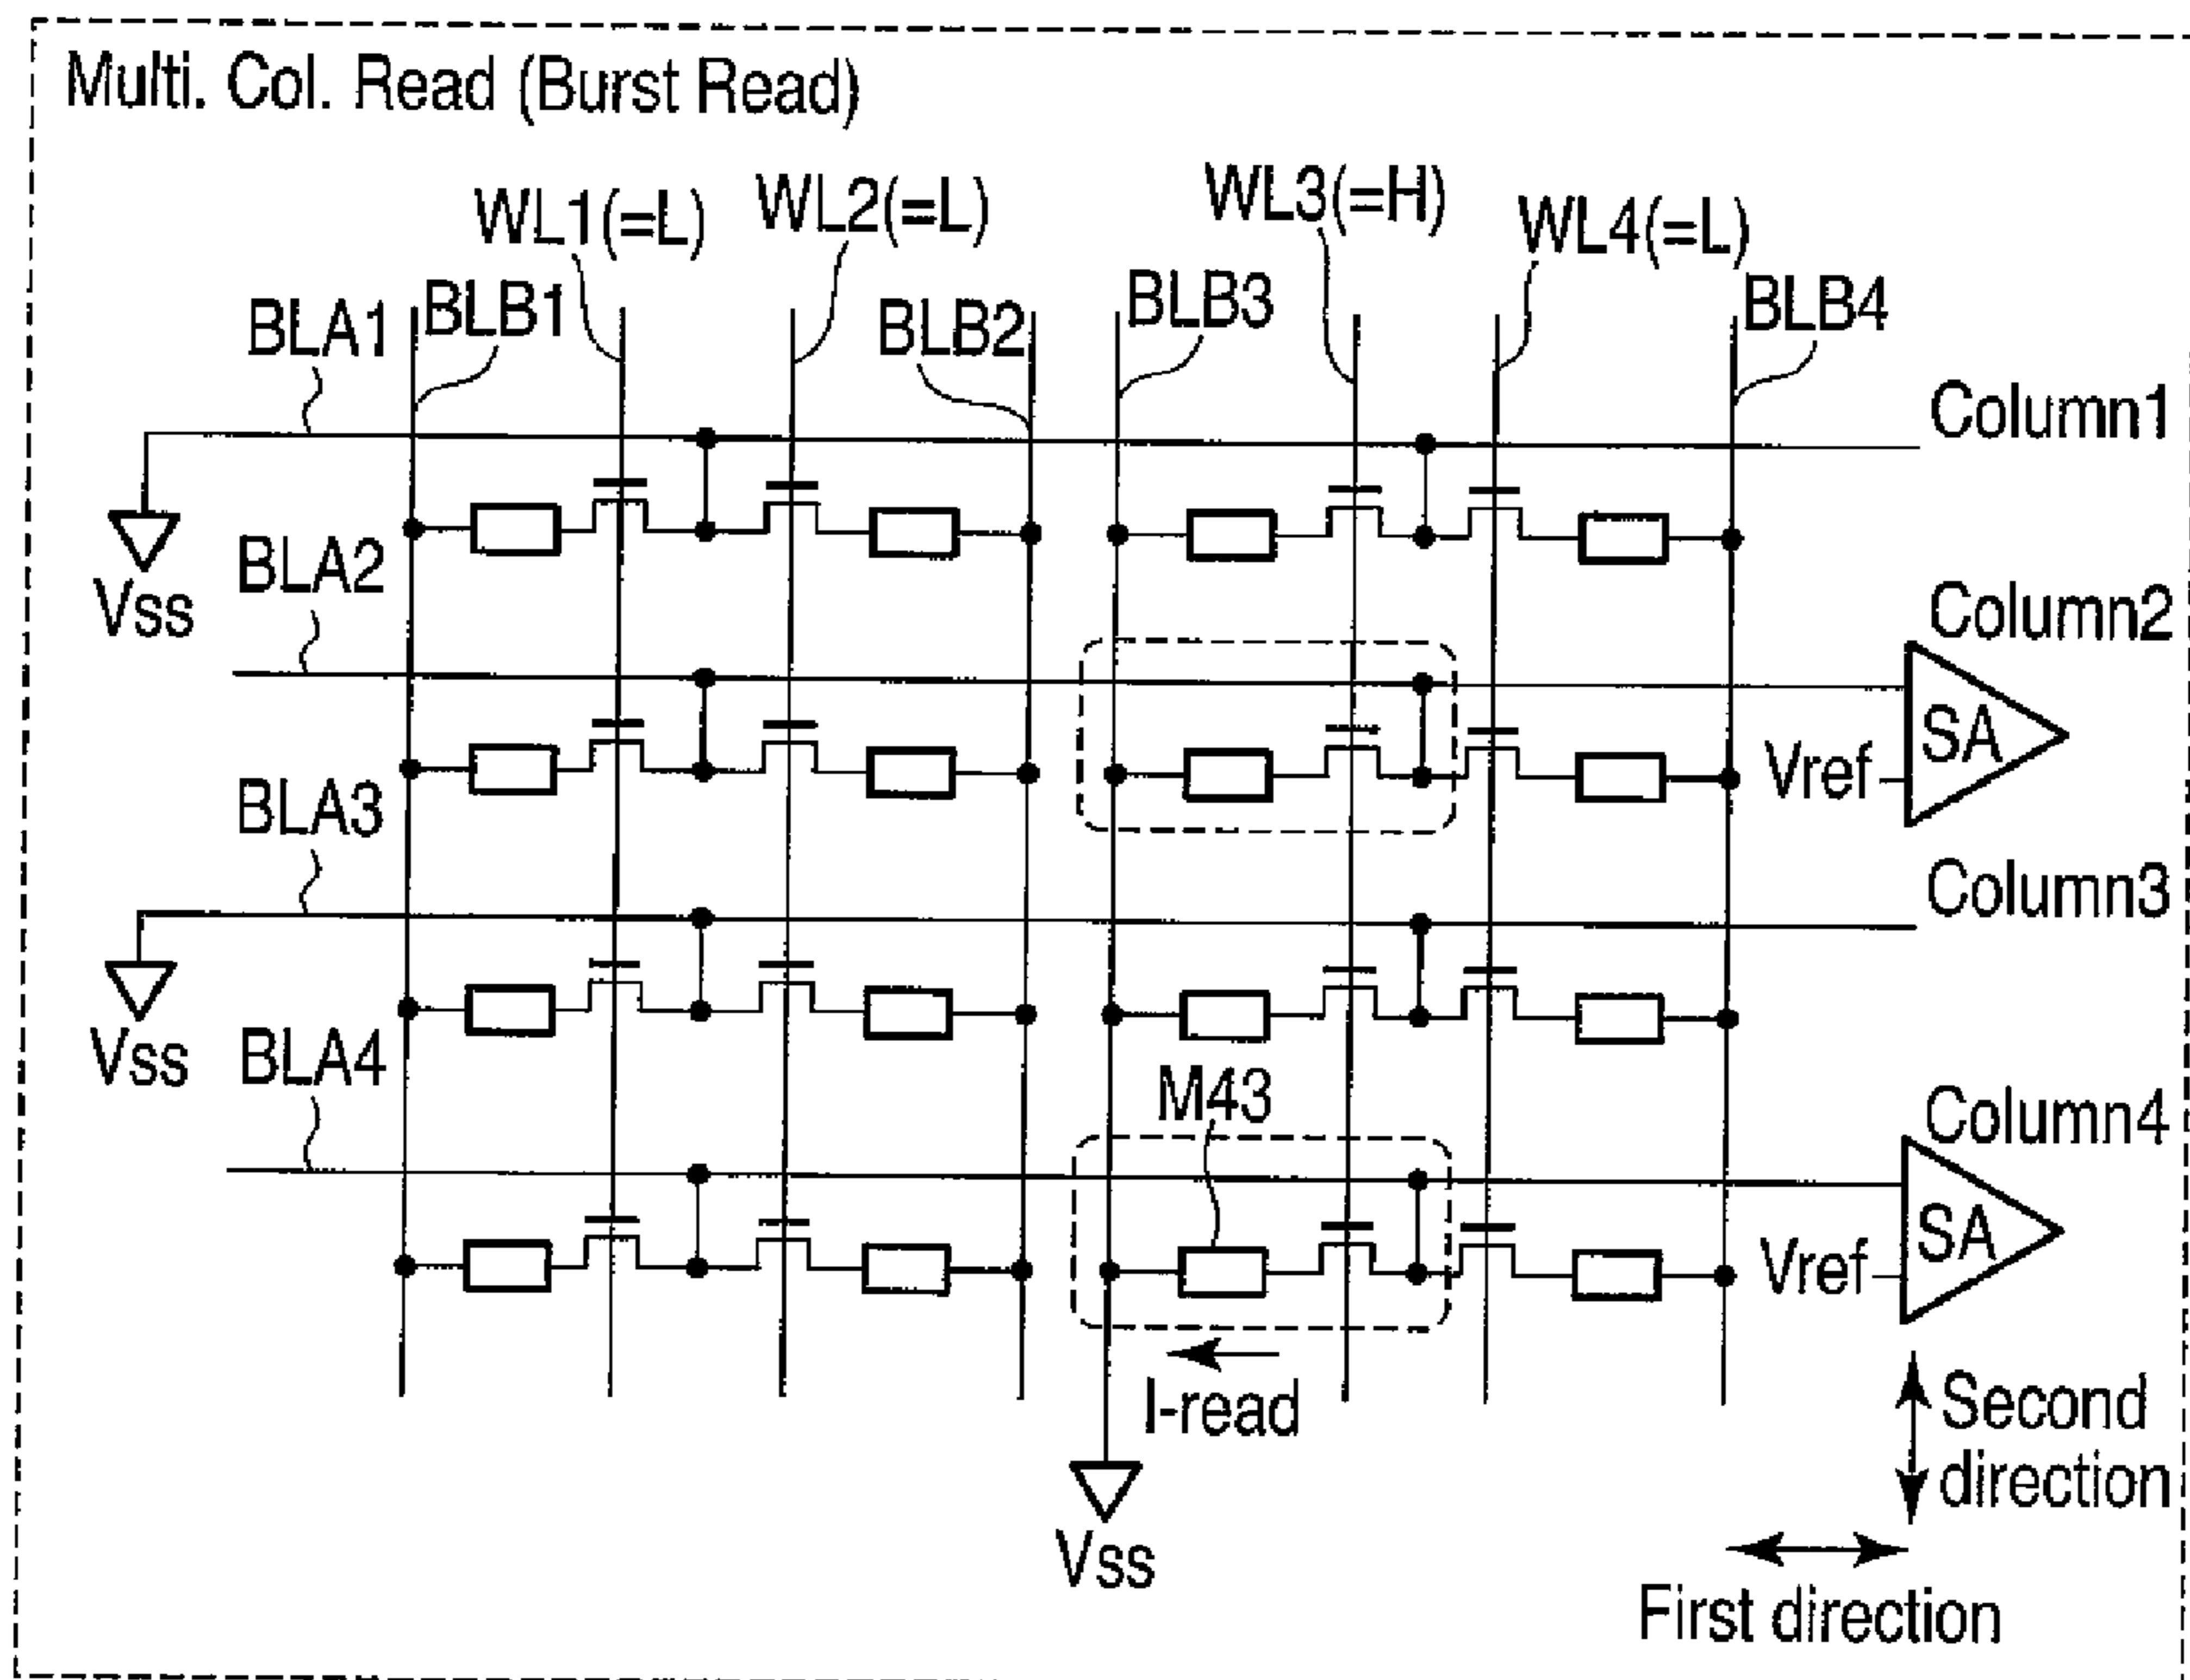 Multi. Col. Read (Burst Read)
WL1(=L)
WL2(=L)
WL3(=H)
WL4(=L)
BLA1
BLB1
BLB2
BLB3
BLB4
Column1
Vss
BLA2
Column2
SA
Vref
BLA3
Column3
Vss
BLA4
M43
Column4
SA
Vref
I-read
Vss
Second
direction
First direction